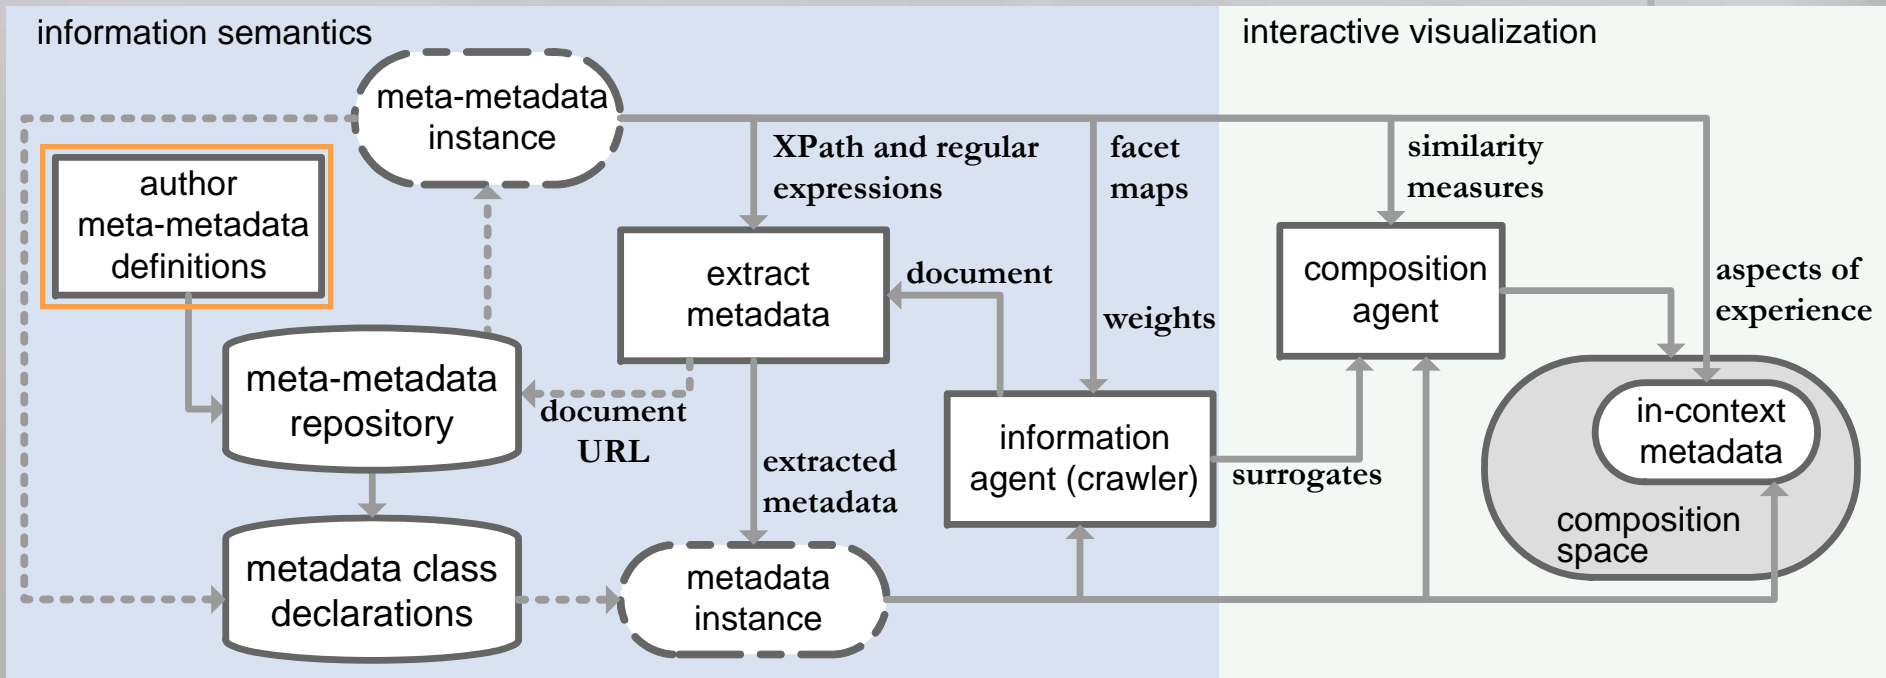 information semantics
interactive visualization
meta-metadata
instance
XPath and regular
expressions
facet
maps
similarity
measures
author
meta-metadata
definitions
extract
metadata
document
weights
composition
agent
aspects of
experience
meta-metadata
repository
document
URL
extracted
metadata
information
agent (crawler)
surrogates
in-context
metadata
composition
space
metadata class
declarations
metadata
instance